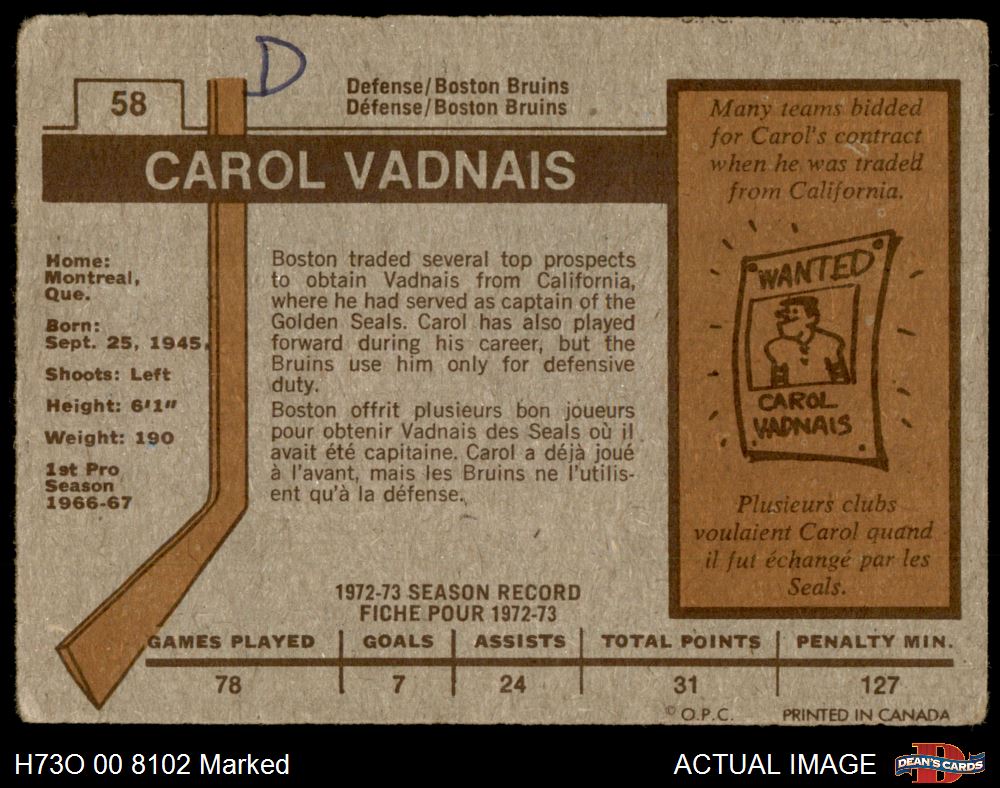 D
58
Defense/Boston Bruins
Défense/Boston Bruins
CAROL VADNAIS
Home:
Montreal,
Que.
Born:
Sept. 25, 1945.
Shoots: Left
Height: 6'1"
Weight: 190
1st Pro
Season
1966-67
Boston traded several top prospects
to obtain Vadnais from California,
where he had served as captain of the
Golden Seals. Carol has also played
forward during his career, but the
Bruins use him only for defensive
duty.
Boston offrit plusieurs bon joueurs
pour obtenir Vadnais des Seals où il
avait été capitaine. Carol a déjà joué
à l'avant, mais les Bruins ne l'utilis-
ent qu'à la défense.
Many teams bidded
for Carol's contract
when he was traded
from California.
WANTED
CAROL
VADNAIS
Plusieurs clubs
voulaient Carol quand
il fut échangé par les
Seals.
1972-73 SEASON RECORD
FICHE POUR 1972-73
GAMES PLAYED GOALS ASSISTS TOTAL POINTS PENALTY MIN.
78 7 24 31 127
© O.P.C. PRINTED IN CANADA
H73O 00 8102 Marked
ACTUAL IMAGE
DEAN'S CARDS